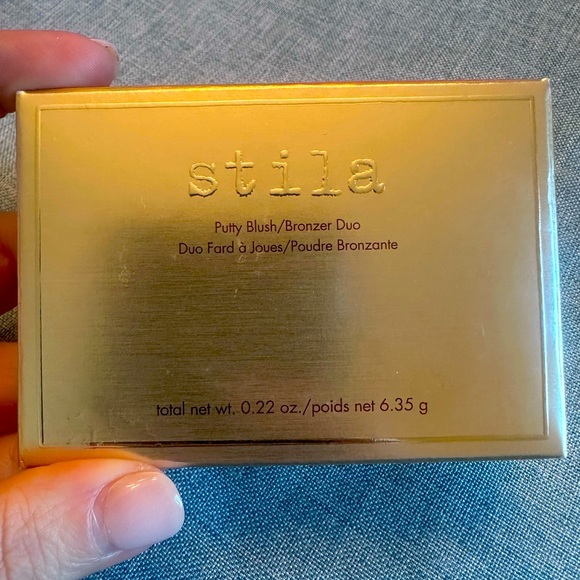 stila
Putty Blush/Bronzer Duo
Duo Fard à Joues/Poudre Bronzante
total net wt. 0.22 oz./poids net 6.35 g